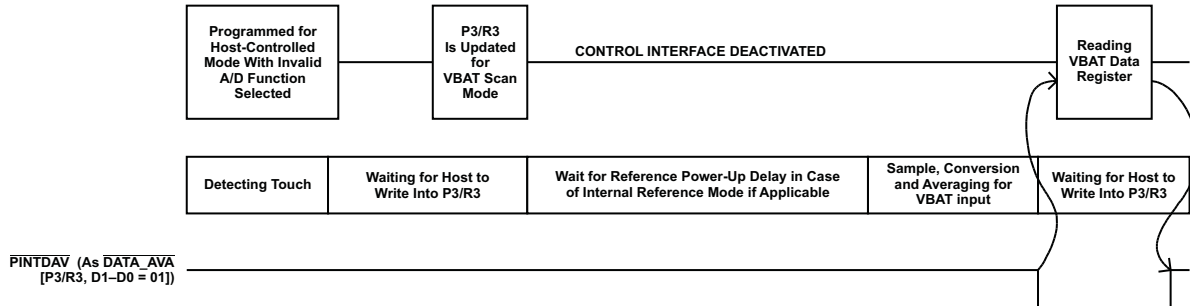 Programmed for
Host-Controlled
Mode With Invalid
A/D Function
Selected
P3/R3
Is Updated
for
VBAT Scan
Mode
CONTROL INTERFACE DEACTIVATED
Reading
VBAT Data
Register
Detecting Touch
Waiting for Host to
Write Into P3/R3
Wait for Reference Power-Up Delay in Case
of Internal Reference Mode if Applicable
Sample, Conversion
and Averaging for
VBAT input
Waiting for Host to
Write Into P3/R3
PINTDAV (As DATA_AVA
[P3/R3, D1–D0 = 01])